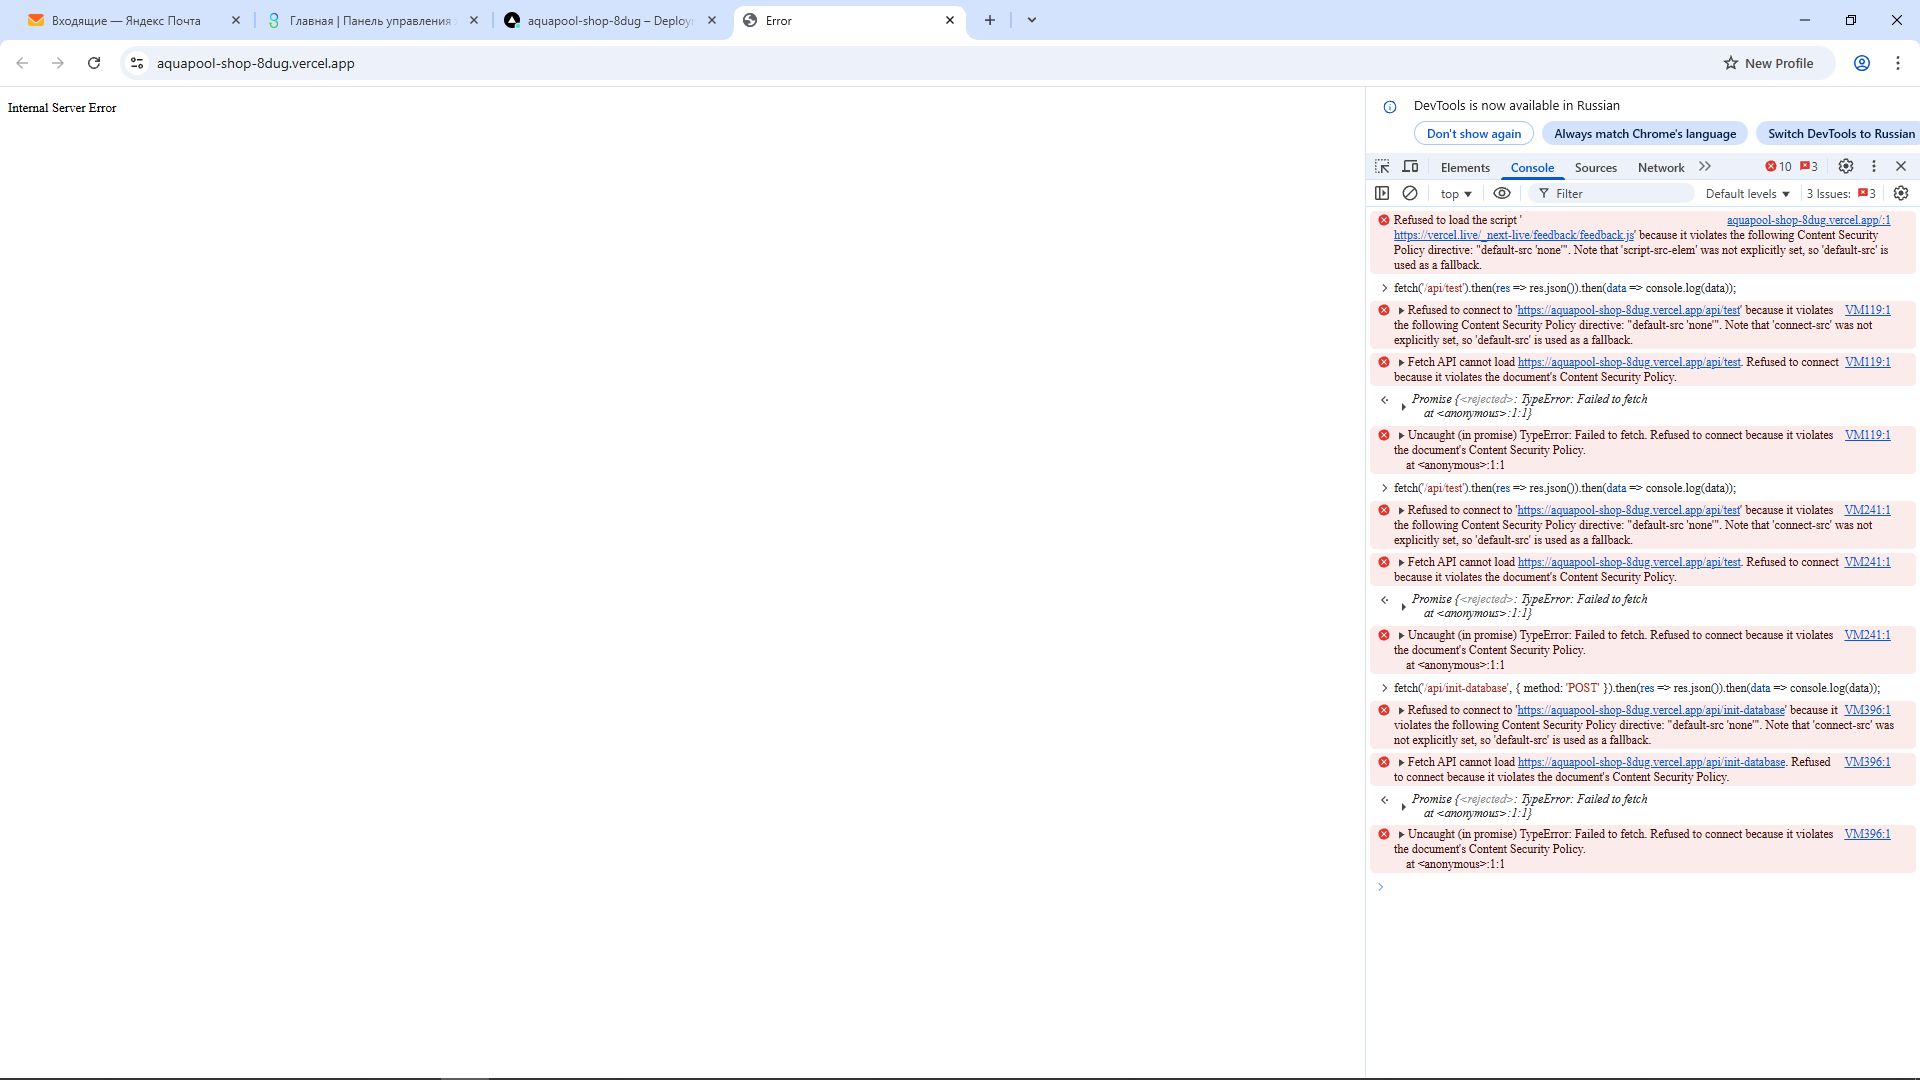 Входящие — Яндекс Почта
Главная | Панель управления
aquapool-shop-8dug – Deploym
Error
aquapool-shop-8dug.vercel.app
New Profile
Internal Server Error
DevTools is now available in Russian
Don't show again
Always match Chrome's language
Switch DevTools to Russian
Elements
Console
Sources
Network
10
3
top
Filter
Default levels
3 Issues:
3
Refused to load the script ' aquapool-shop-8dug.vercel.app/:1
https://vercel.live/_next-live/feedback/feedback.js' because it violates the following Content Security
Policy directive: "default-src 'none'". Note that 'script-src-elem' was not explicitly set, so 'default-src' is
used as a fallback.
fetch('/api/test').then(res => res.json()).then(data => console.log(data));
Refused to connect to 'https://aquapool-shop-8dug.vercel.app/api/test' because it violates VM119:1
the following Content Security Policy directive: "default-src 'none'". Note that 'connect-src' was not
explicitly set, so 'default-src' is used as a fallback.
Fetch API cannot load https://aquapool-shop-8dug.vercel.app/api/test. Refused to connect VM119:1
because it violates the document's Content Security Policy.
Promise {<rejected>: TypeError: Failed to fetch
at <anonymous>:1:1}
Uncaught (in promise) TypeError: Failed to fetch. Refused to connect because it violates VM119:1
the document's Content Security Policy.
at <anonymous>:1:1
fetch('/api/test').then(res => res.json()).then(data => console.log(data));
Refused to connect to 'https://aquapool-shop-8dug.vercel.app/api/test' because it violates VM241:1
the following Content Security Policy directive: "default-src 'none'". Note that 'connect-src' was not
explicitly set, so 'default-src' is used as a fallback.
Fetch API cannot load https://aquapool-shop-8dug.vercel.app/api/test. Refused to connect VM241:1
because it violates the document's Content Security Policy.
Promise {<rejected>: TypeError: Failed to fetch
at <anonymous>:1:1}
Uncaught (in promise) TypeError: Failed to fetch. Refused to connect because it violates VM241:1
the document's Content Security Policy.
at <anonymous>:1:1
fetch('/api/init-database', { method: 'POST' }).then(res => res.json()).then(data => console.log(data));
Refused to connect to 'https://aquapool-shop-8dug.vercel.app/api/init-database' because it VM396:1
violates the following Content Security Policy directive: "default-src 'none'". Note that 'connect-src' was
not explicitly set, so 'default-src' is used as a fallback.
Fetch API cannot load https://aquapool-shop-8dug.vercel.app/api/init-database. Refused VM396:1
to connect because it violates the document's Content Security Policy.
Promise {<rejected>: TypeError: Failed to fetch
at <anonymous>:1:1}
Uncaught (in promise) TypeError: Failed to fetch. Refused to connect because it violates VM396:1
the document's Content Security Policy.
at <anonymous>:1:1